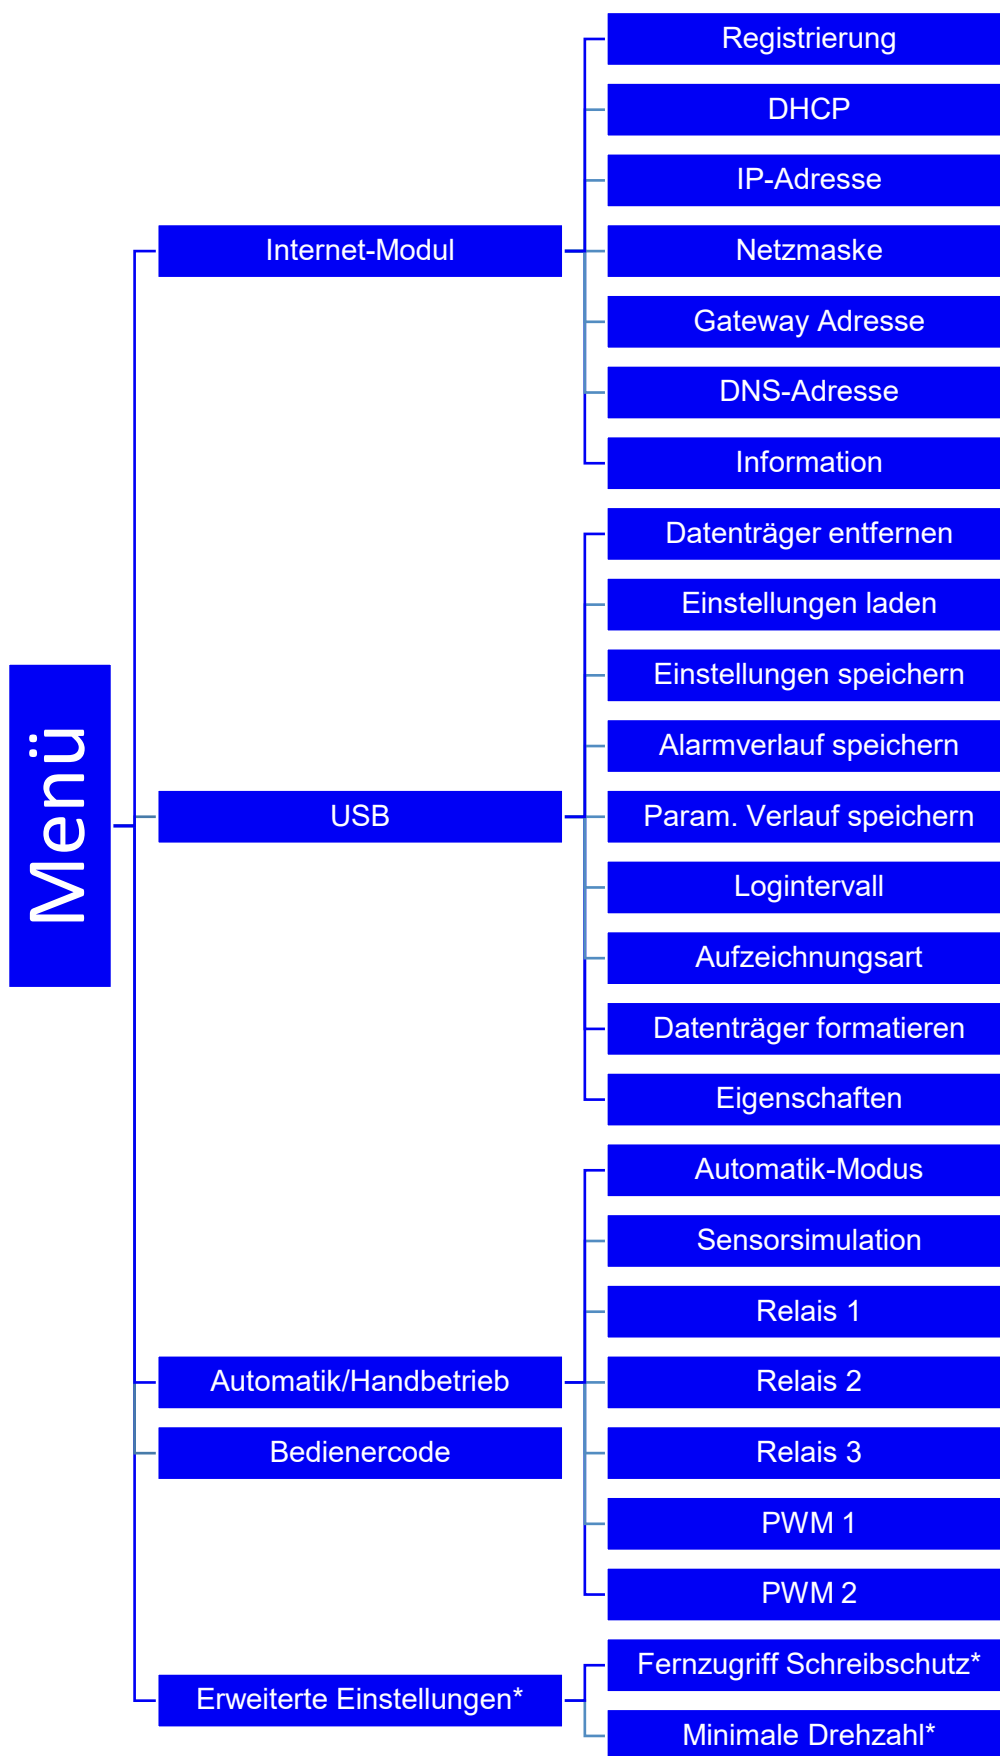 Menü
Internet-Modul
Registrierung
DHCP
IP-Adresse
Netzmaske
Gateway Adresse
DNS-Adresse
Information
USB
Datenträger entfernen
Einstellungen laden
Einstellungen speichern
Alarmverlauf speichern
Param. Verlauf speichern
Logintervall
Aufzeichnungsart
Datenträger formatieren
Eigenschaften
Automatik/Handbetrieb
Automatik-Modus
Sensorsimulation
Relais 1
Relais 2
Relais 3
PWM 1
PWM 2
Bedienercode
Erweiterte Einstellungen*
Fernzugriff Schreibschutz*
Minimale Drehzahl*